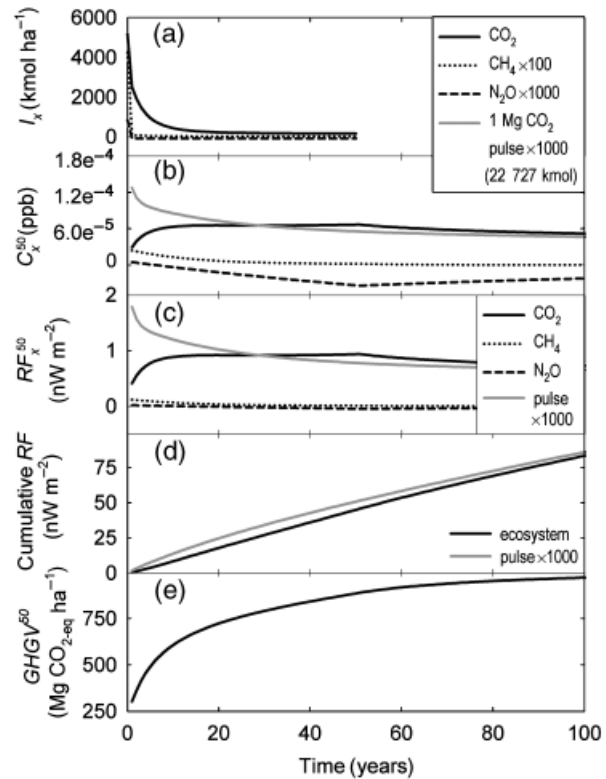 (a)
I_x (kmol ha⁻¹)
6000
4000
2000
0
CO₂
CH₄×100
N₂O×1000
1 Mg CO₂
pulse×1000
(22 727 kmol)
(b)
C_x^50 (ppb)
1.8e⁻⁴
1.2e⁻⁴
6.0e⁻⁵
0
(c)
RF_x^50
(nW m⁻²)
2
1
0
CO₂
CH₄
N₂O
pulse
×1000
(d)
Cumulative RF
(nW m⁻²)
75
50
25
0
ecosystem
pulse×1000
(e)
GHGV^50
(Mg CO₂₋eq ha⁻¹)
750
500
250
0 20 40 60 80 100
Time (years)